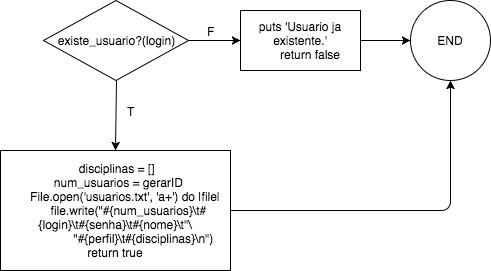 existe_usuario?(login)
F
puts 'Usuario ja
existente.'
return false
END
T
disciplinas = []
num_usuarios = gerarID
File.open('usuarios.txt', 'a+') do lfilel
file.write("#{num_usuarios}\t#
{login}\t#{senha}\t#{nome}\t"\
"#{perfil}\t#{disciplinas}\n")
return true